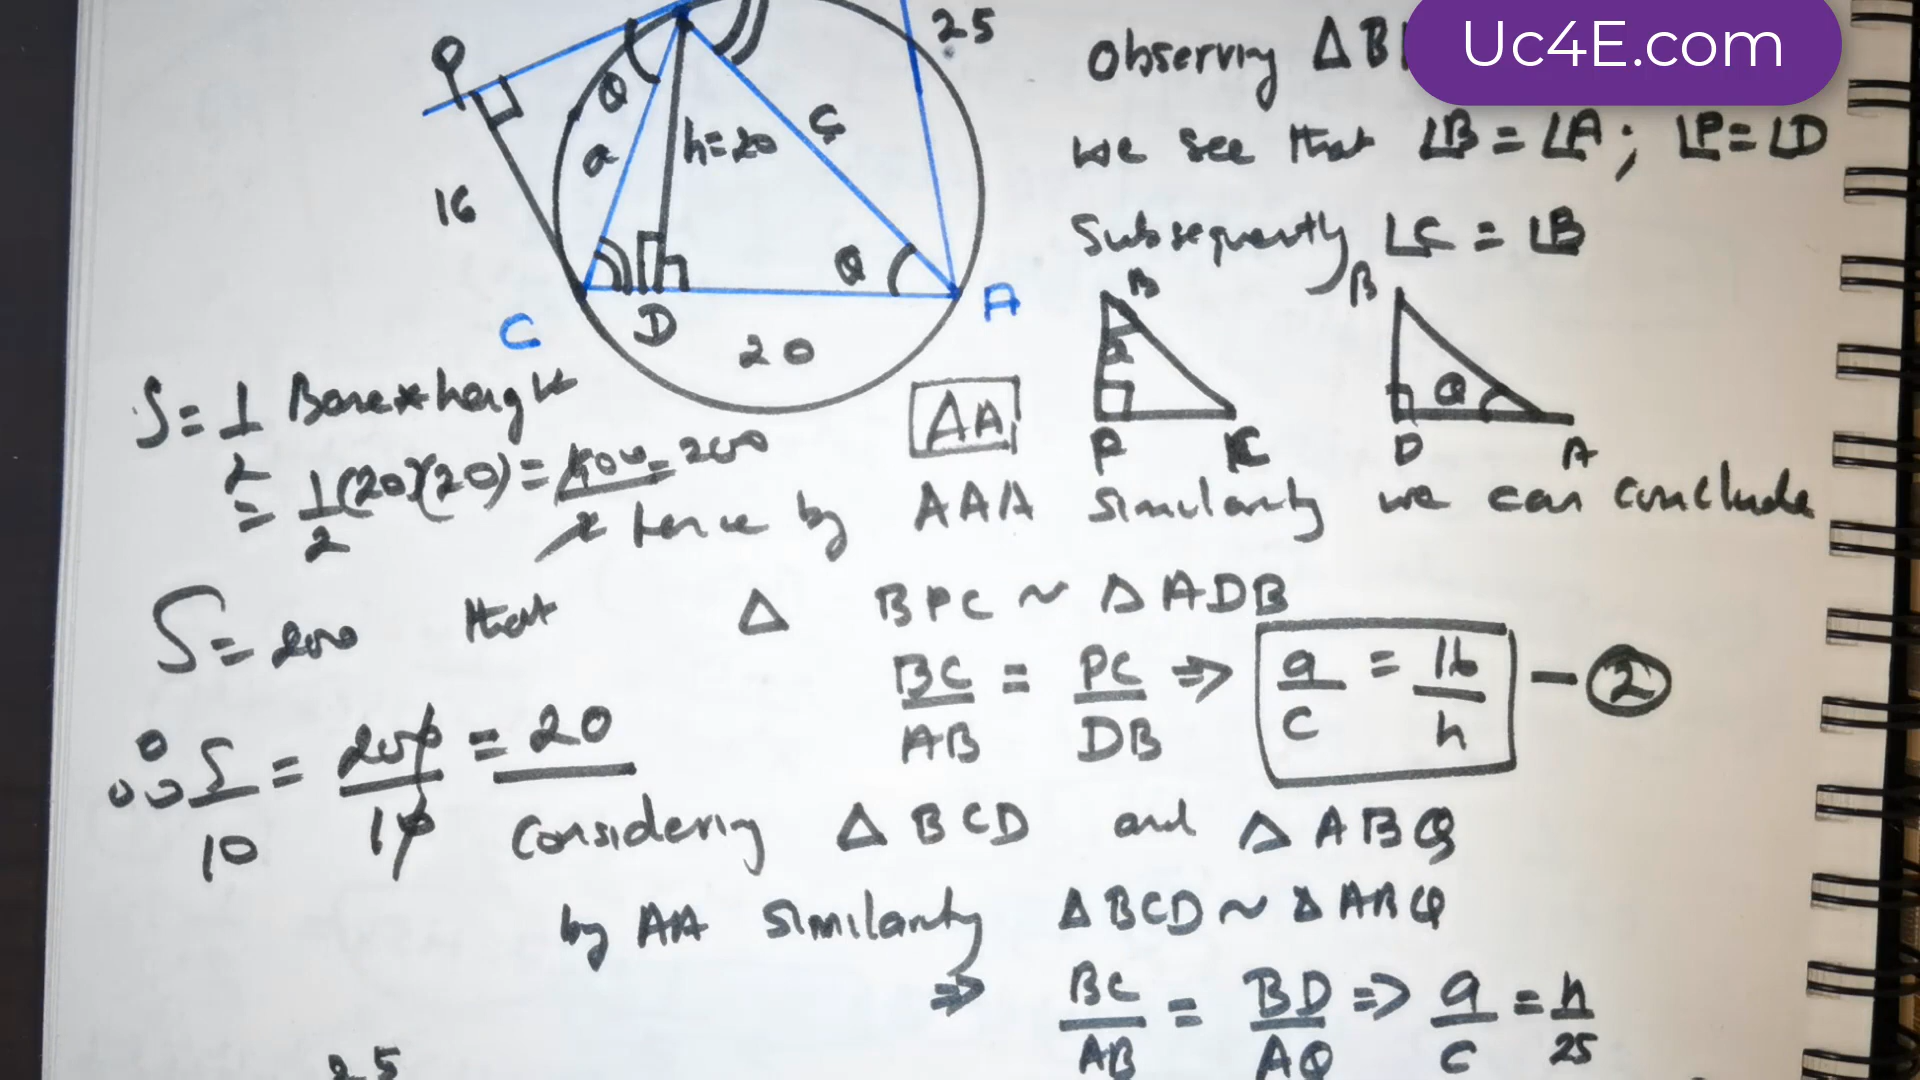 Uc4E.com
25
Observing ΔB
we see that ∠B = ∠A ; ∠P = ∠D
Subsequently ∠C = ∠B
P
16
θ
a
h=20
c
θ
C
D
20
A
B
P
C
B
θ
D
A
S = 1/2 Base * height
= 1/2 (20)(20) = 400/2 = 200
AA
hence by AAA similarity we can conclude
S = 200
that Δ BPC ~ Δ ADB
BC/AB = PC/DB ⇒ a/c = 16/h — 2
∴ S/10 = 200/10 = 20
Considering Δ BCD and Δ ABQ
by AA similarity Δ BCD ~ Δ ABQ
⇒ BC/AB = BD/AQ ⇒ a/c = h/25
25